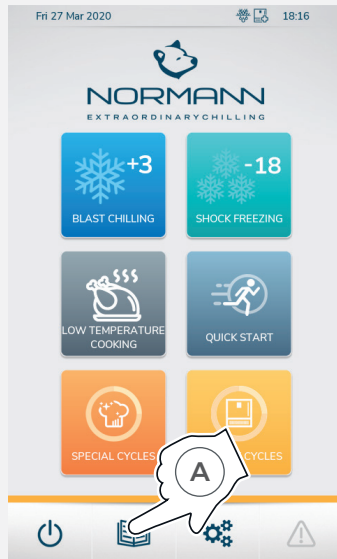 Fri 27 Mar 2020 18:16
NORMANN
EXTRAORDINARYCHILLING
+3
BLAST CHILLING
-18
SHOCK FREEZING
LOW TEMPERATURE
COOKING
QUICK START
SPECIAL CYCLES
CYCLES
A